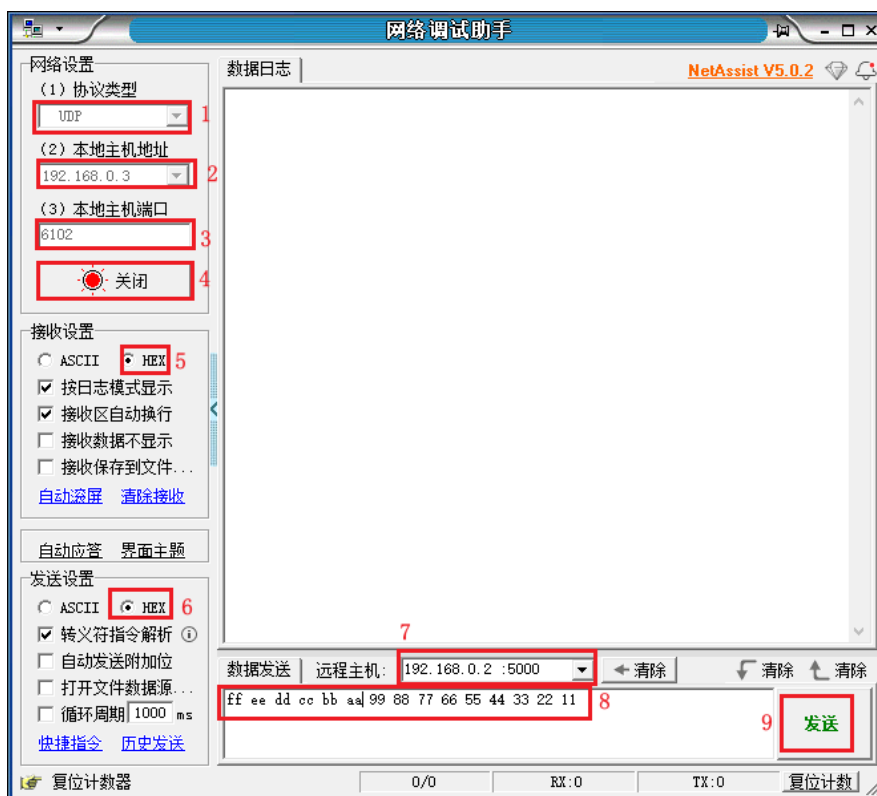 网络调试助手
网络设置
(1) 协议类型
UDP
1
(2) 本地主机地址
192.168.0.3
2
(3) 本地主机端口
6102
3
关闭
4
接收设置
ASCII HEX 5
按日志模式显示
接收区自动换行
接收数据不显示
接收保存到文件...
自动滚屏 清除接收
自动应答 界面主题
发送设置
ASCII HEX 6
转义符指令解析
自动发送附加位
打开文件数据源...
循环周期 1000 ms
快捷指令 历史发送
数据日志
NetAssist V5.0.2
7
数据发送 远程主机: 192.168.0.2 :5000 清除 清除 清除
ff ee dd cc bb aa 99 88 77 66 55 44 33 22 11 8
9 发送
复位计数器 0/0 RX:0 TX:0 复位计数